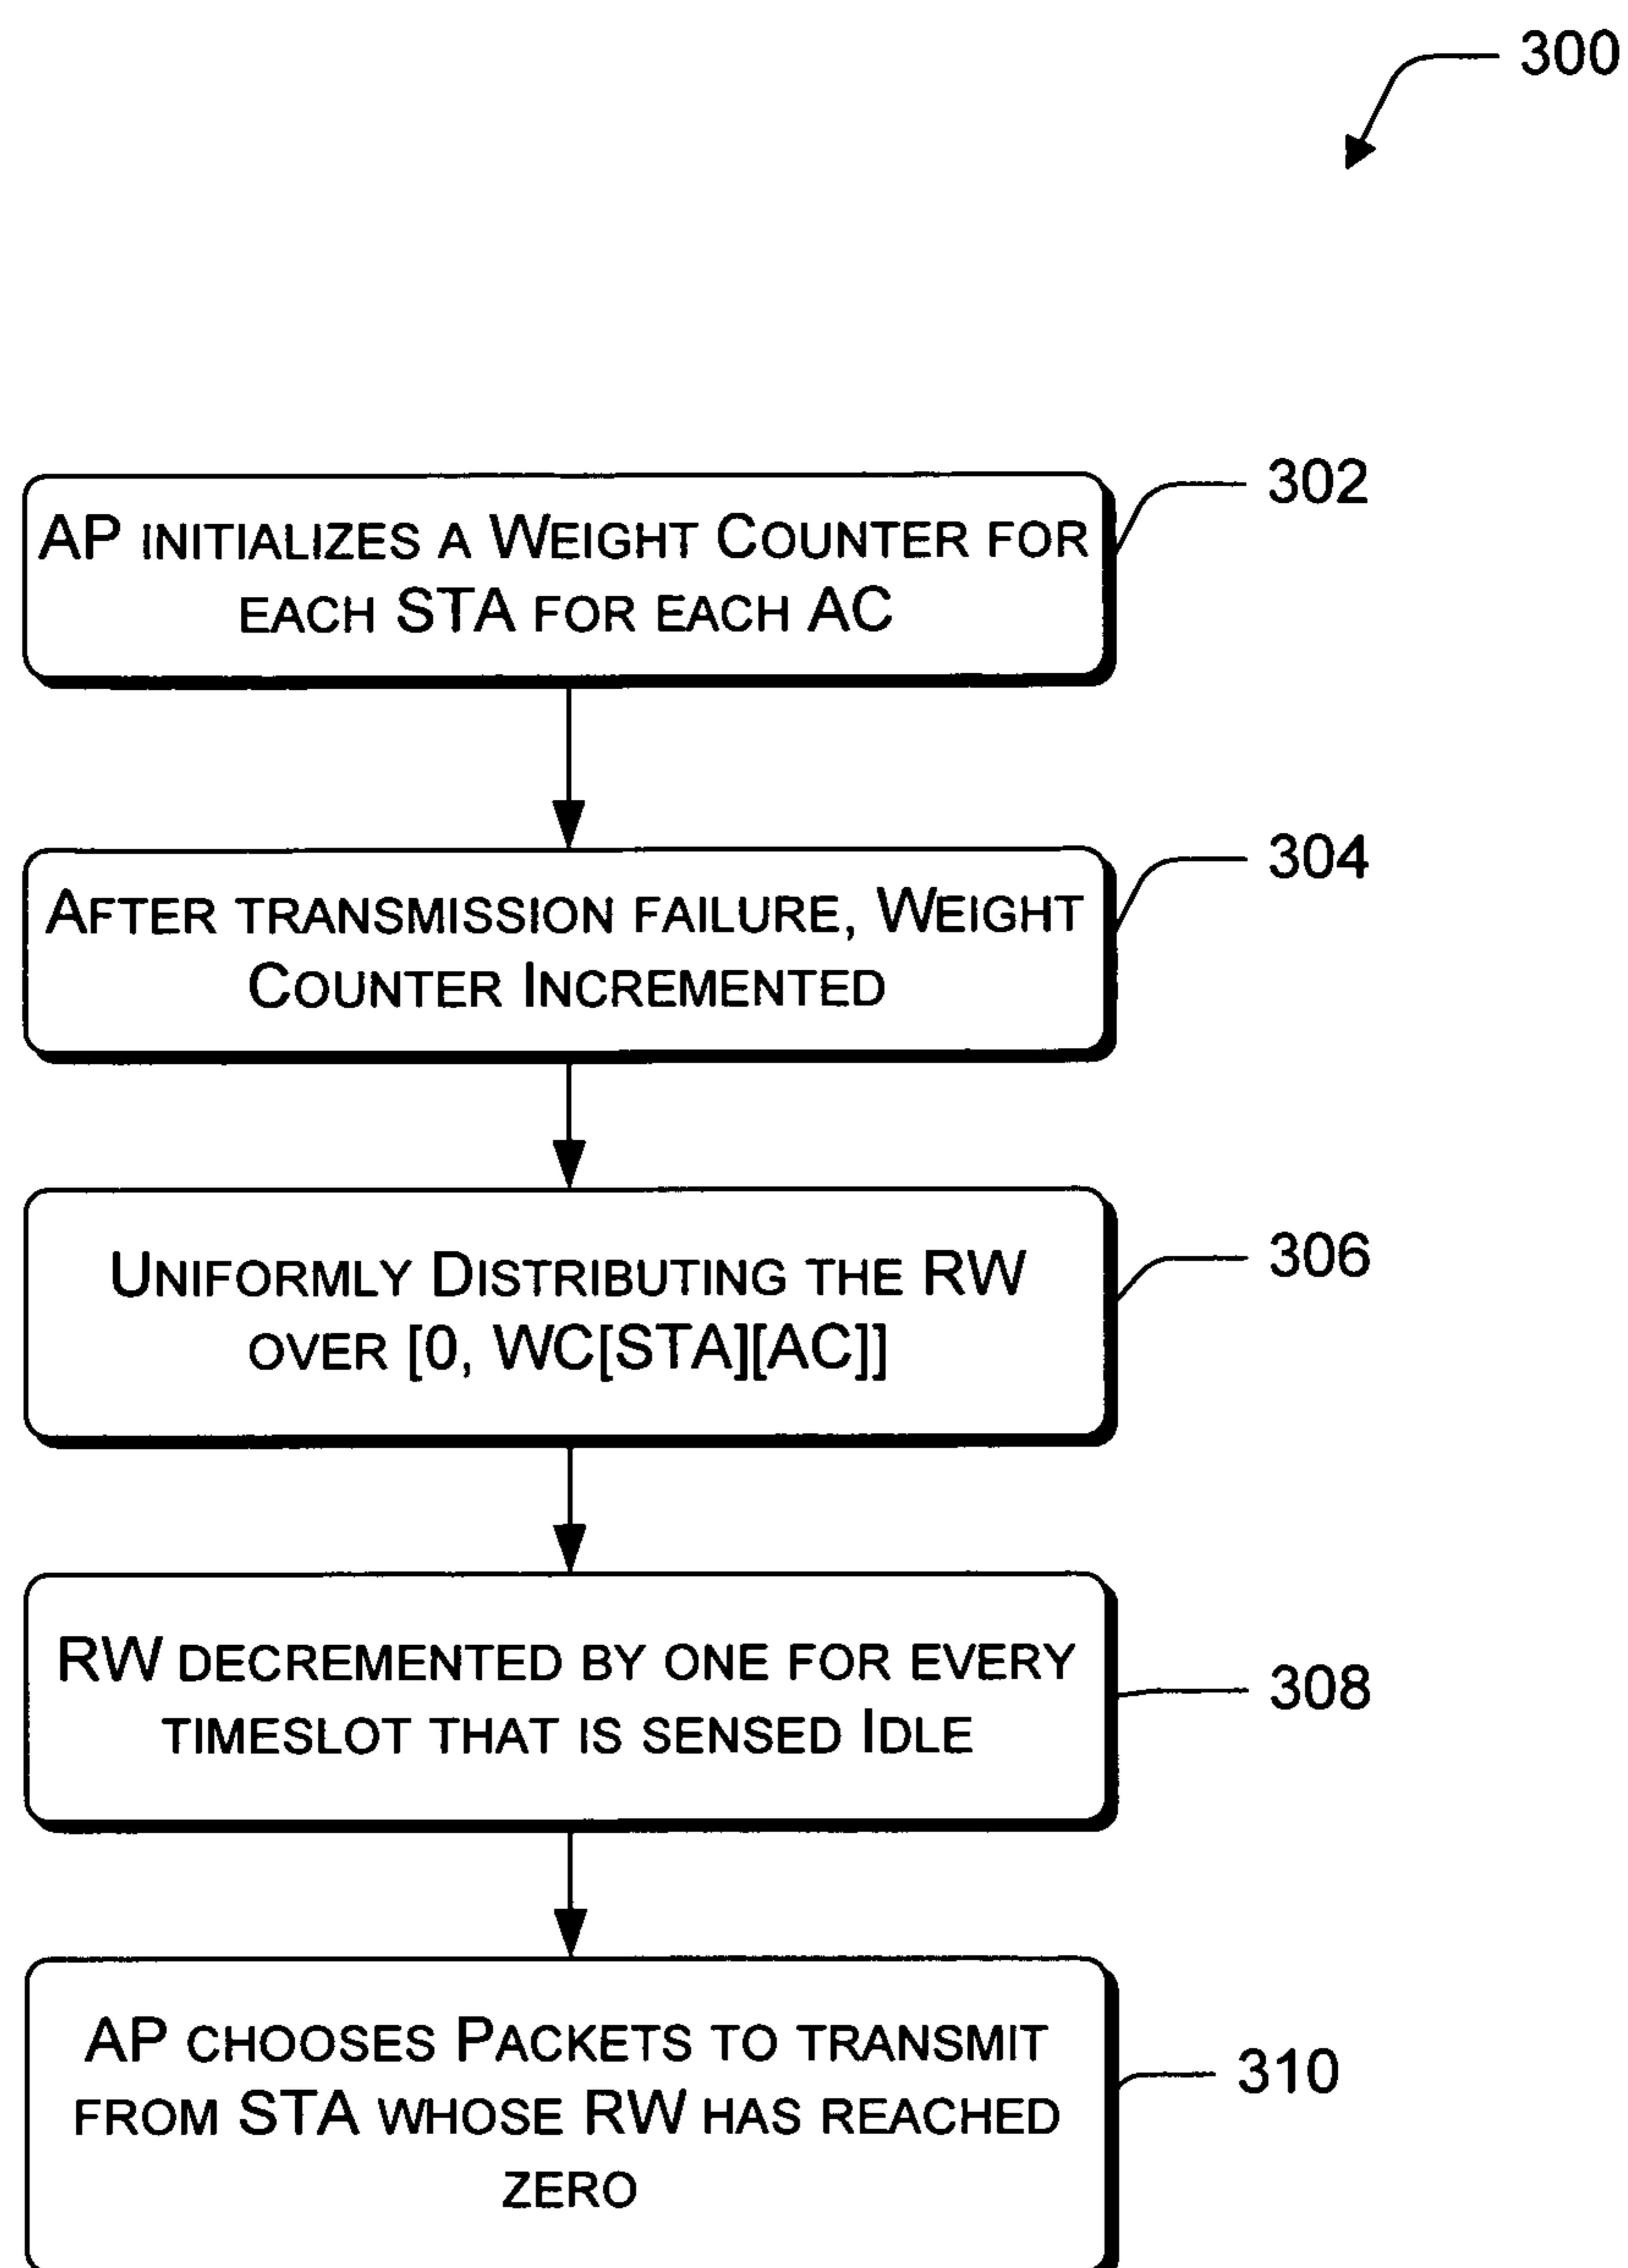 300
302
AP INITIALIZES A WEIGHT COUNTER FOR
EACH STA FOR EACH AC
304
AFTER TRANSMISSION FAILURE, WEIGHT
COUNTER INCREMENTED
306
UNIFORMLY DISTRIBUTING THE RW
OVER [0, WC[STA][AC]]
308
RW DECREMENTED BY ONE FOR EVERY
TIMESLOT THAT IS SENSED IDLE
310
AP CHOOSES PACKETS TO TRANSMIT
FROM STA WHOSE RW HAS REACHED
ZERO